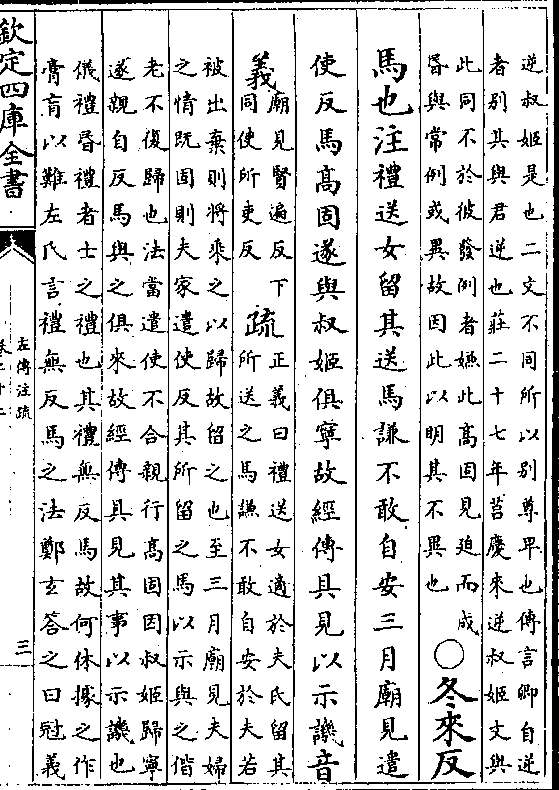 逆叔姬是也二文不同所以别尊畢也傳言卿自逆
者别其與君逆也莊二十七年莒慶來逆叔姬文與
此同不於彼發例者嫌此高固見廹而成
昏與常例或異故因此以明其不異也
○冬來反
馬也注禮送女留其送馬謙不敢自安三月廟見遣
使反馬髙固遂與叔姬俱寧故經傳具見以示譏音
義
廟見賢遍反下
同使所吏反
疏
正義曰禮送女適於夫氏留其
所送之馬謙不敢自安於夫若
被出棄則將乘之以歸故留之也至三月廟見夫婦
之情既固則夫家遣使反其所留之馬以示與之偕
老不復歸也法當遣使不合親行髙固因叔姬歸寧
遂親自反馬與之俱來故經傳具見其事以示譏也
儀禮昏禮者士之禮也其禮無反馬故何休據之作
膏肓以難左氏言禮無反馬之法鄭玄答之曰冠義
欽定四庫全書
左傳注疏
三